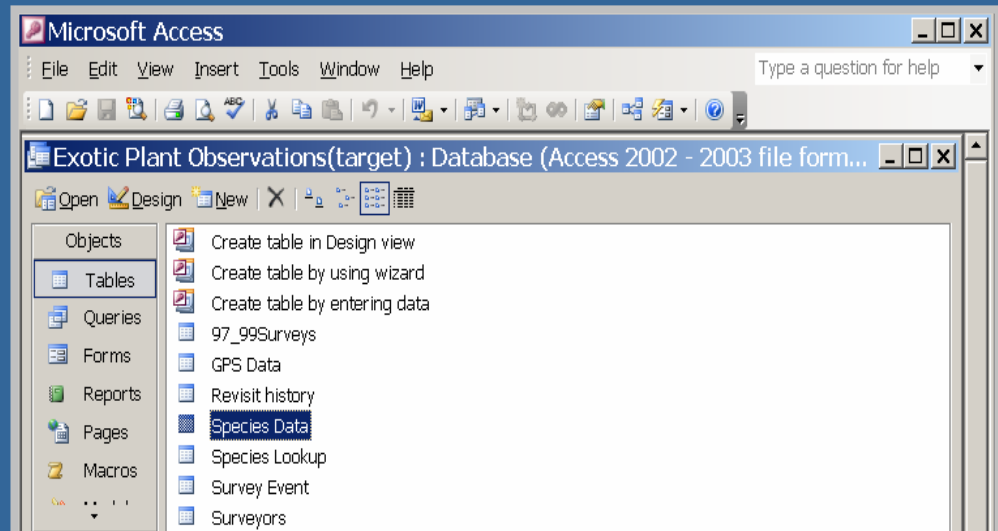 Microsoft Access
File Edit View Insert Tools Window Help Type a question for help
ABC W
Exotic Plant Observations(target) : Database (Access 2002 - 2003 file form...
Open Design New
Objects
Tables
Queries
Forms
Reports
Pages
Macros
Create table in Design view
Create table by using wizard
Create table by entering data
97_99Surveys
GPS Data
Revisit history
Species Data
Species Lookup
Survey Event
Surveyors